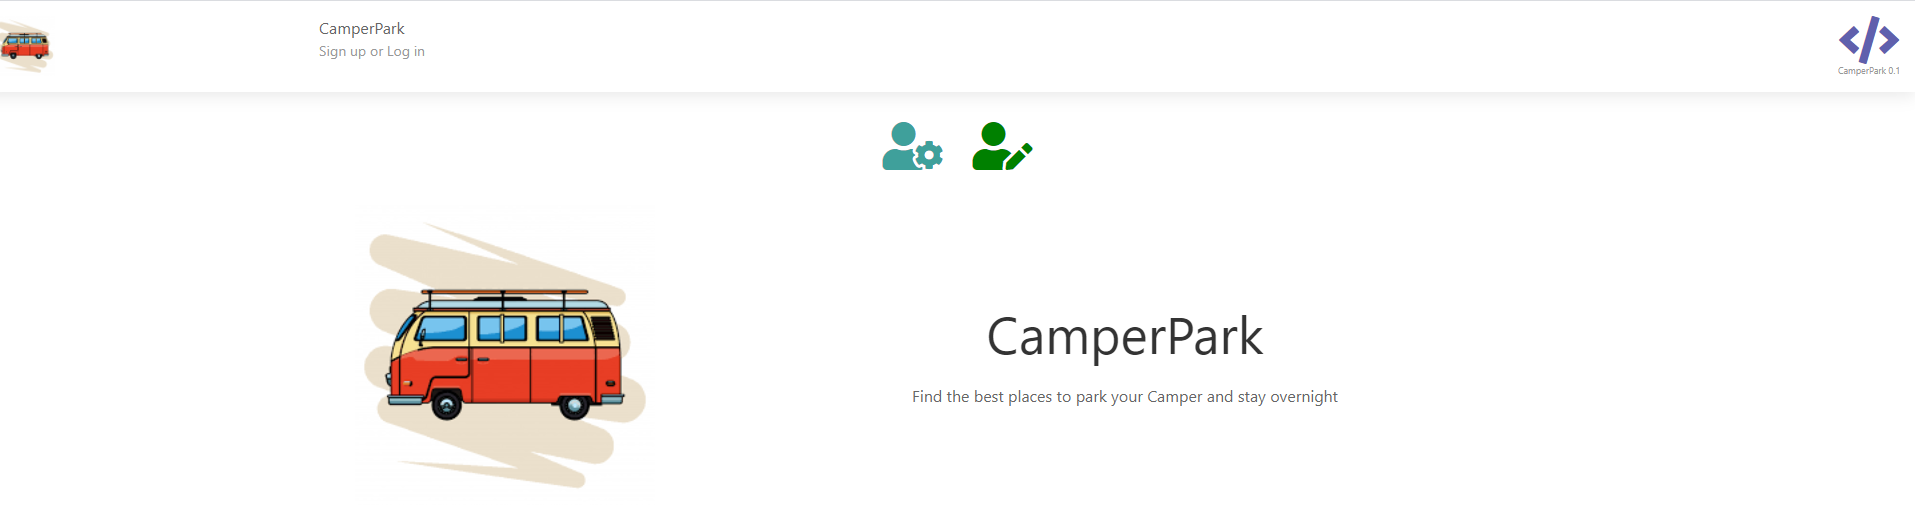 CamperPark
Sign up or Log in
CamperPark 0.1
CamperPark
Find the best places to park your Camper and stay overnight